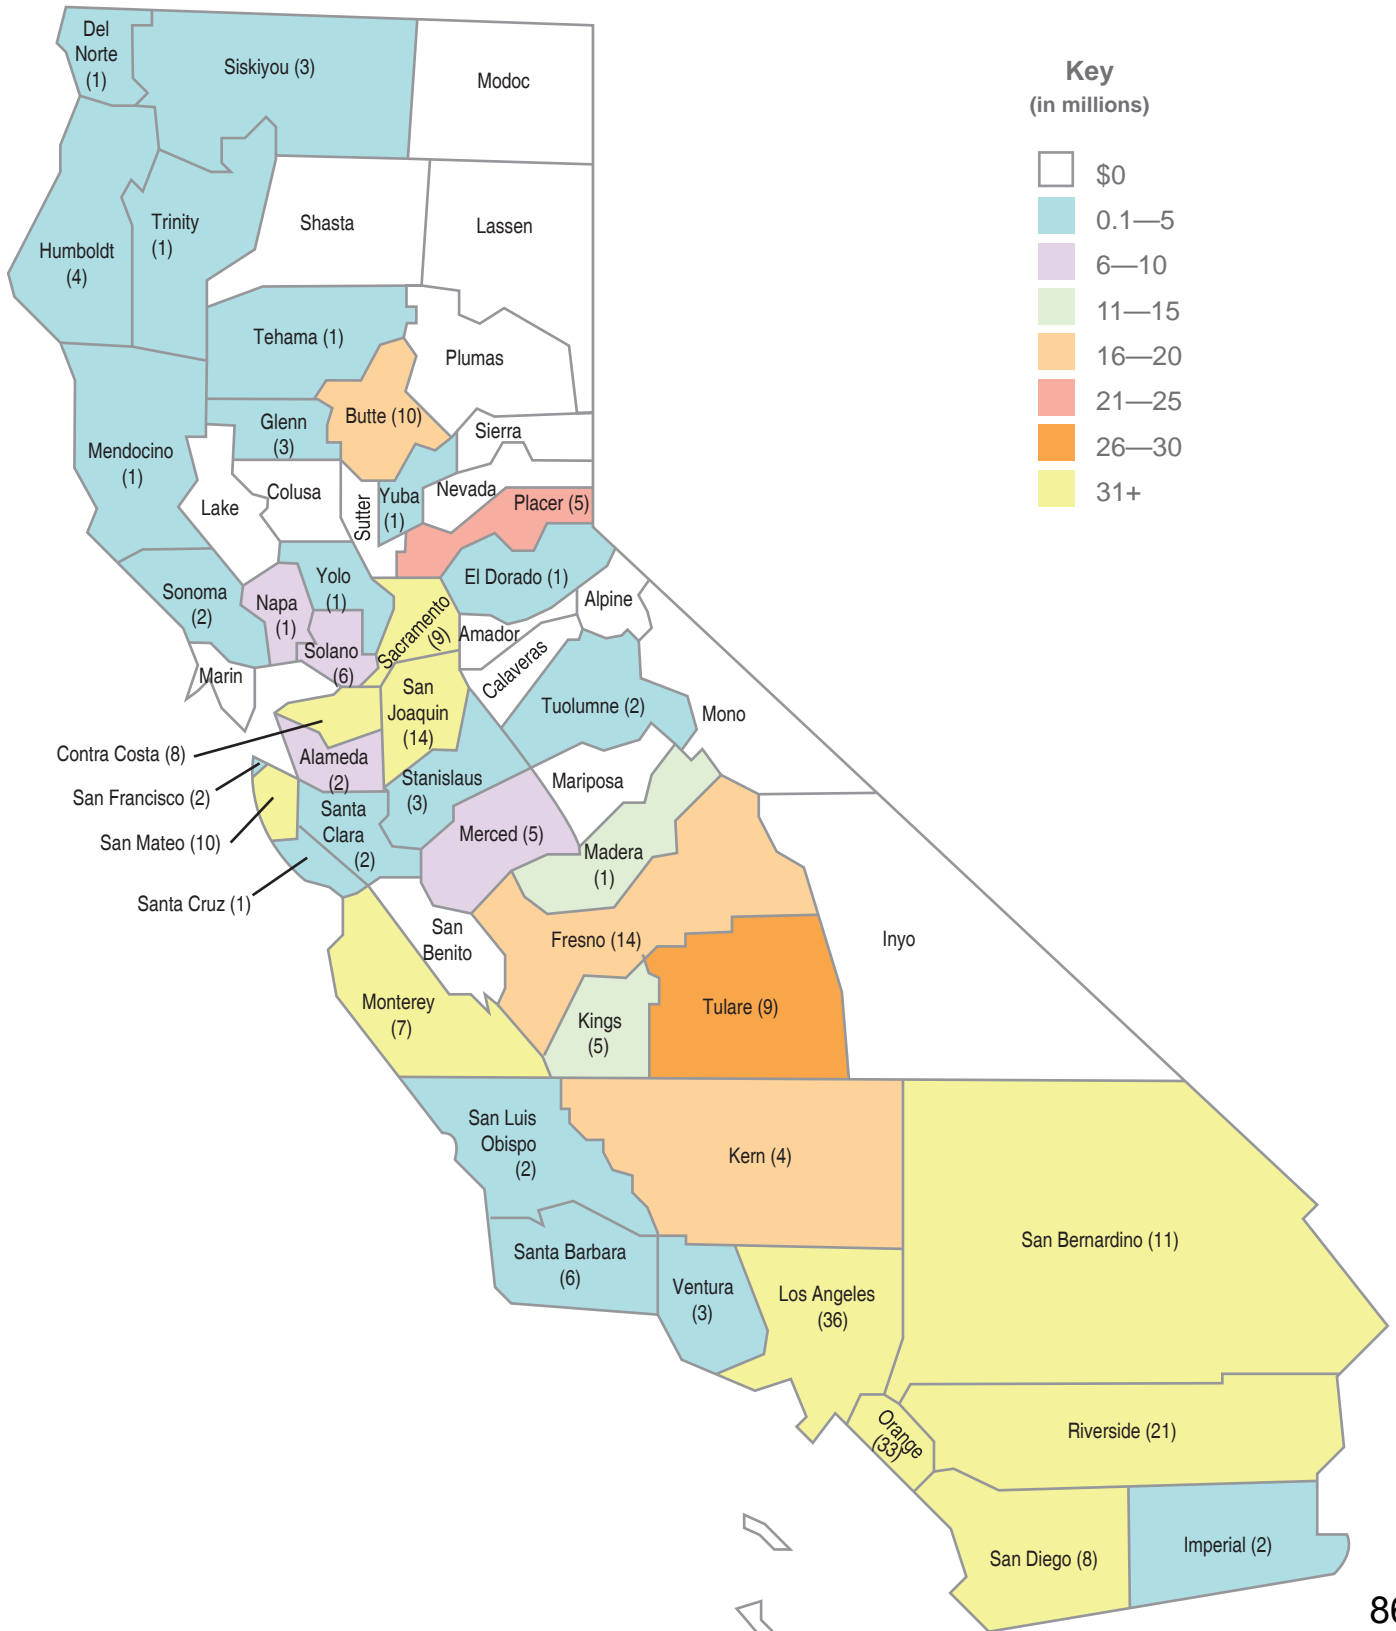 Del
Norte
(1)
Siskiyou (3)
Modoc
Key
(in millions)
$0
0.1—5
6—10
11—15
16—20
21—25
26—30
31+
Humboldt
(4)
Trinity
(1)
Shasta
Lassen
Tehama (1)
Plumas
Butte (10)
Glenn
(3)
Mendocino
(1)
Sierra
Lake
Colusa
Sutter
Yuba
(1)
Nevada
Placer (5)
Sonoma
(2)
Napa
(1)
Yolo
(1)
Solano
(6)
Sacramento
(9)
El Dorado (1)
Alpine
Amador
Calaveras
Marin
San
Joaquin
(14)
Tuolumne (2)
Mono
Contra Costa (8)
Alameda
(2)
San Francisco (2)
Stanislaus
(3)
Mariposa
San Mateo (10)
Santa
Clara
(2)
Merced (5)
Madera
(1)
Santa Cruz (1)
San
Benito
Fresno (14)
Inyo
Monterey
(7)
Kings
(5)
Tulare (9)
San Luis
Obispo
(2)
Kern (4)
Santa Barbara
(6)
Ventura
(3)
Los Angeles
(36)
San Bernardino (11)
Orange
(33)
Riverside (21)
San Diego (8)
Imperial (2)
86